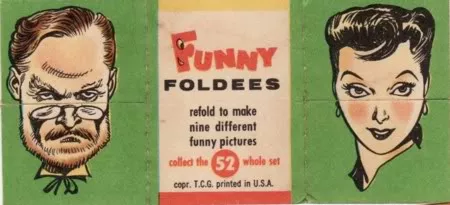 FUNNY
FOLDEES
refold to make
nine different
funny pictures
collect the 52 whole set
copr. T.C.G. printed in U.S.A.